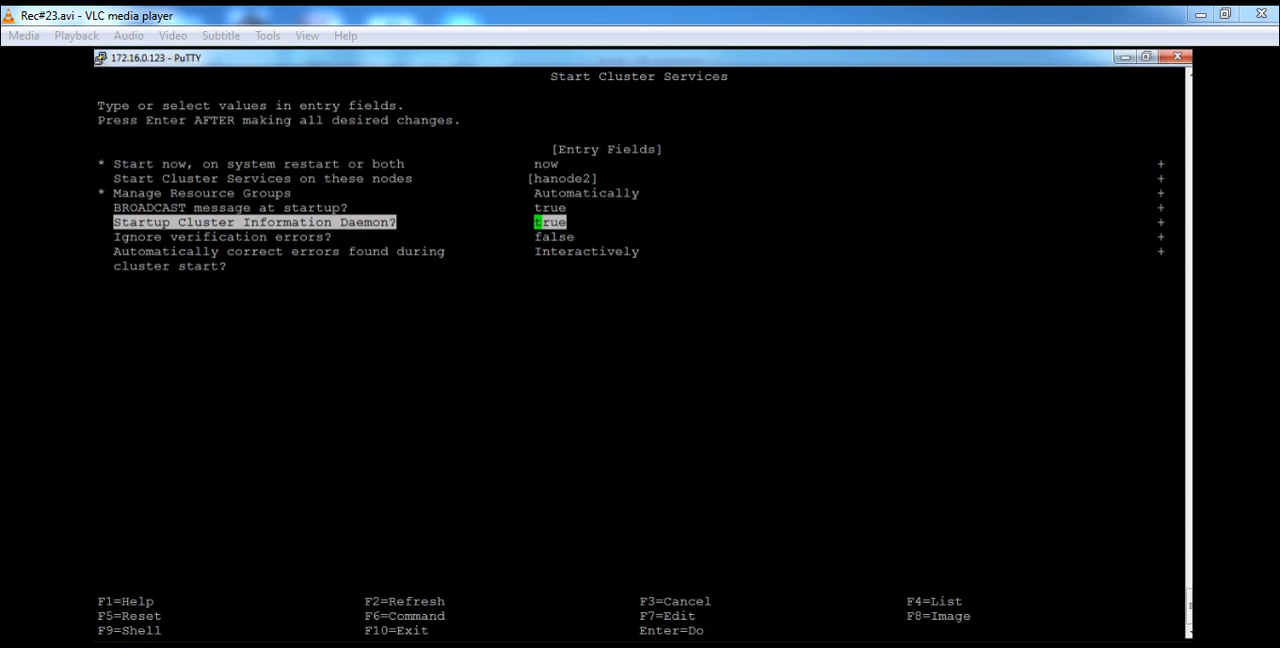 Rec#23.avi - VLC media player
Media Playback Audio Video Subtitle Tools View Help
172.16.0.123 - PuTTY
Start Cluster Services
Type or select values in entry fields.
Press Enter AFTER making all desired changes.
[Entry Fields]
* Start now, on system restart or both now +
Start Cluster Services on these nodes [hanode2] +
* Manage Resource Groups Automatically +
BROADCAST message at startup? true +
Startup Cluster Information Daemon? true +
Ignore verification errors? false +
Automatically correct errors found during Interactively +
cluster start?
F1=Help F2=Refresh F3=Cancel F4=List
F5=Reset F6=Command F7=Edit F8=Image
F9=Shell F10=Exit Enter=Do